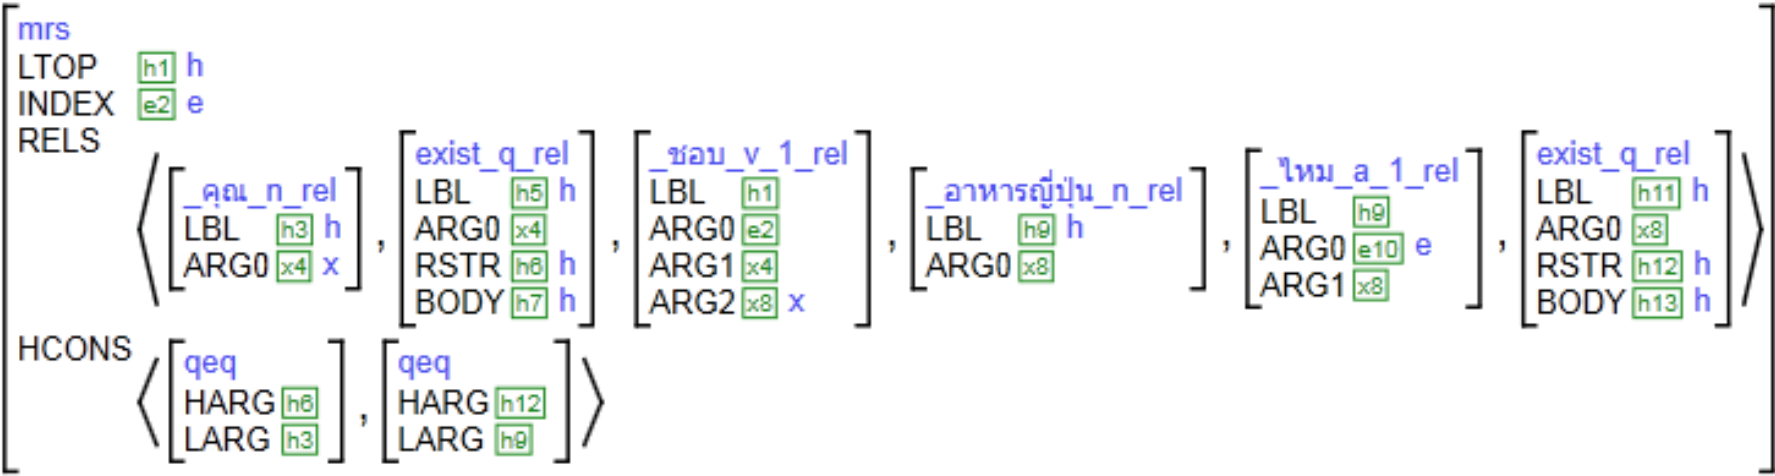 mrs
LTOP h1 h
INDEX e2 e
RELS
_คุณ_n_rel
LBL h3 h
ARG0 x4 x
,
exist_q_rel
LBL h5 h
ARG0 x4
RSTR h6 h
BODY h7 h
,
_ชอบ_v_1_rel
LBL h1
ARG0 e2
ARG1 x4
ARG2 x8 x
,
_อาหารญี่ปุ่น_n_rel
LBL h9 h
ARG0 x8
,
_ไหม_a_1_rel
LBL h9
ARG0 e10 e
ARG1 x8
,
exist_q_rel
LBL h11 h
ARG0 x8
RSTR h12 h
BODY h13 h
HCONS
qeq
HARG h6
LARG h3
,
qeq
HARG h12
LARG h9